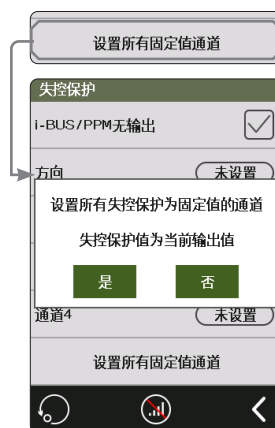 设置所有固定值通道
失控保护
i-BUS/PPM无输出
方向 未设置
设置所有失控保护为固定值的通道
失控保护值为当前输出值
是 否
通道4 未设置
设置所有固定值通道